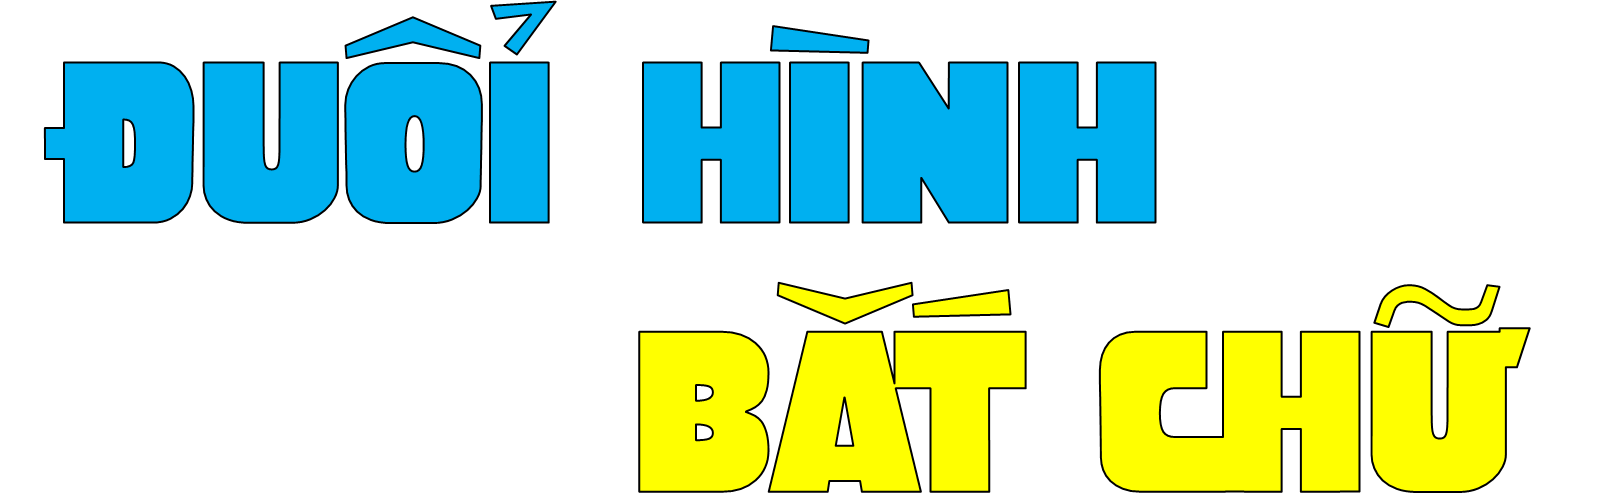 ĐUỔI HÌNH
BẮT CHỮ